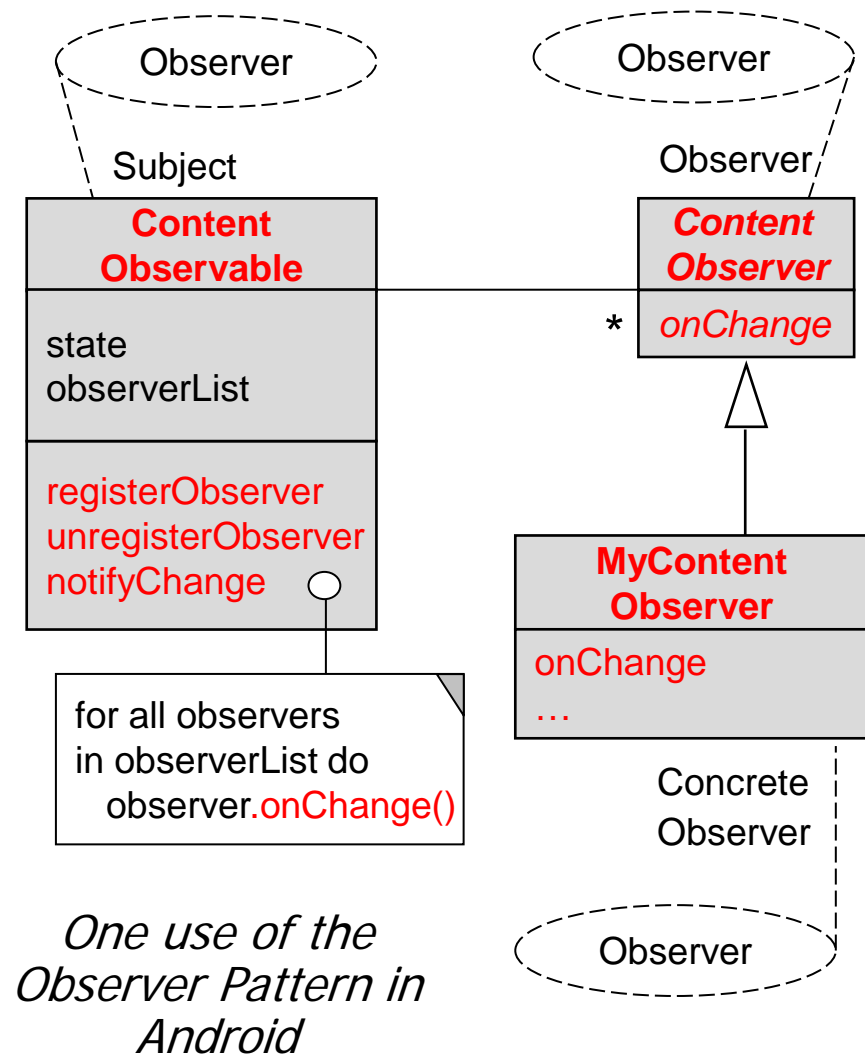 Observer
Subject
Content
Observable
state
observerList
registerObserver
unregisterObserver
notifyChange
for all observers
in observerList do
observer.onChange()
Observer
Observer
Content
Observer
*
onChange
MyContent
Observer
onChange
…
Concrete
Observer
Observer
One use of the
Observer Pattern in
Android